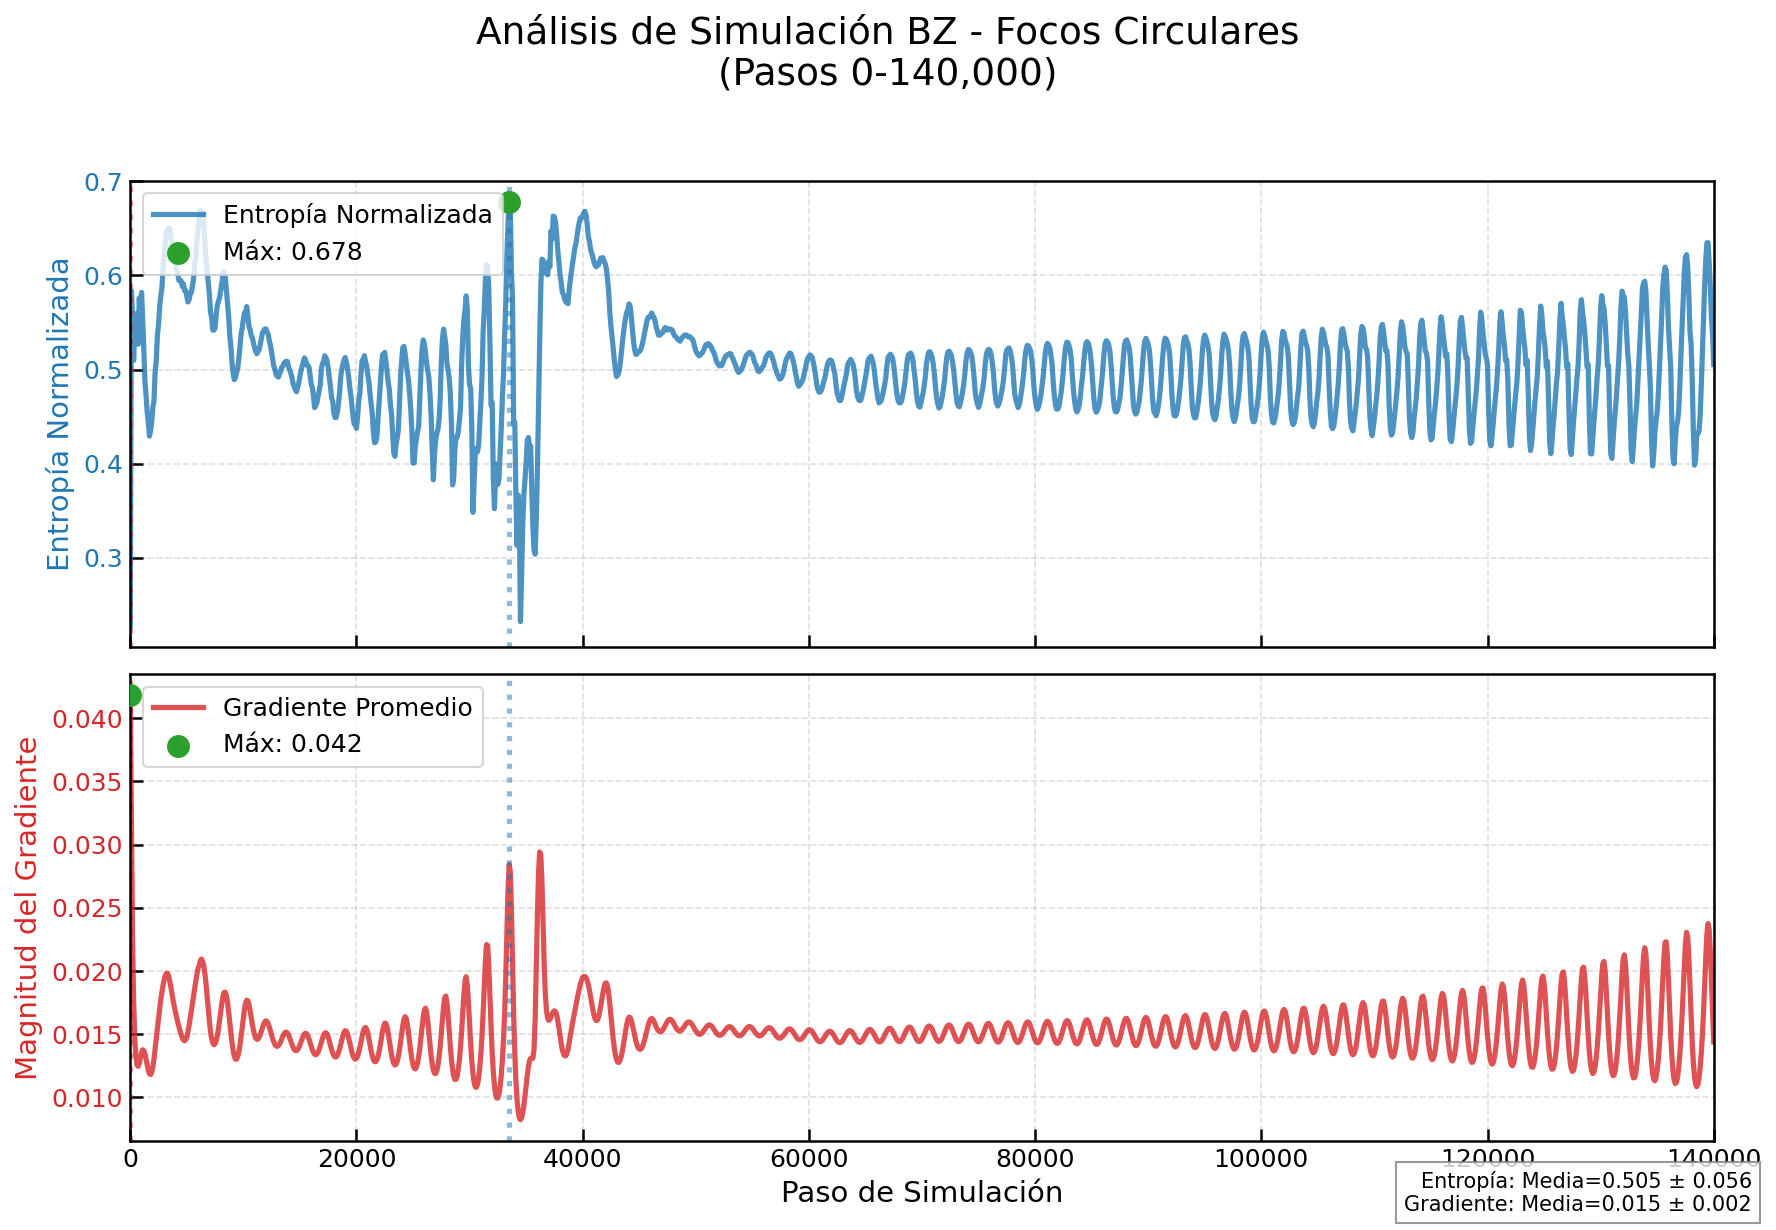 Análisis de Simulación BZ - Focos Circulares
(Pasos 0-140,000)
Entropía Normalizada
0.7
0.6
0.5
0.4
0.3
Entropía Normalizada
Máx: 0.678
Magnitud del Gradiente
0.040
0.035
0.030
0.025
0.020
0.015
0.010
Gradiente Promedio
Máx: 0.042
0 20000 40000 60000 80000 100000 120000 140000
Paso de Simulación
Entropía: Media=0.505 ± 0.056
Gradiente: Media=0.015 ± 0.002